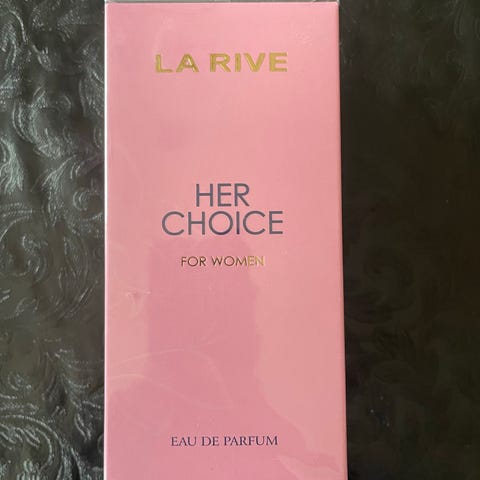 LA RIVE
HER
CHOICE
FOR WOMEN
EAU DE PARFUM